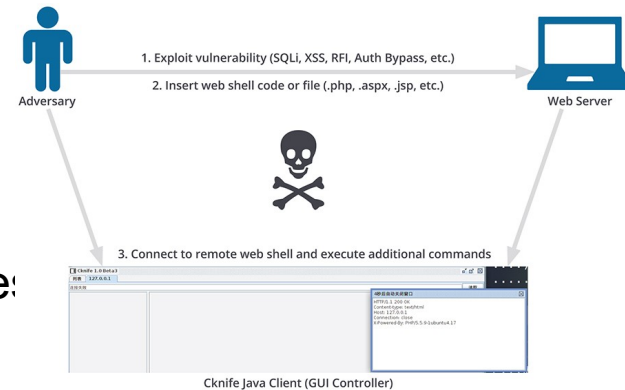 1. Exploit vulnerability (SQLi, XSS, RFI, Auth Bypass, etc.)
2. Insert web shell code or file (.php, .aspx, .jsp, etc.)
Adversary
Web Server
3. Connect to remote web shell and execute additional commands
Cknife 1.0 Beta3
列表 127.0.0.1
HTTP/1.1 200 OK
Content-type: text/html
Host: 127.0.0.1
Connection: close
X-Powered-By: PHP/5.5.9-1ubuntu4.17
Cknife Java Client (GUI Controller)